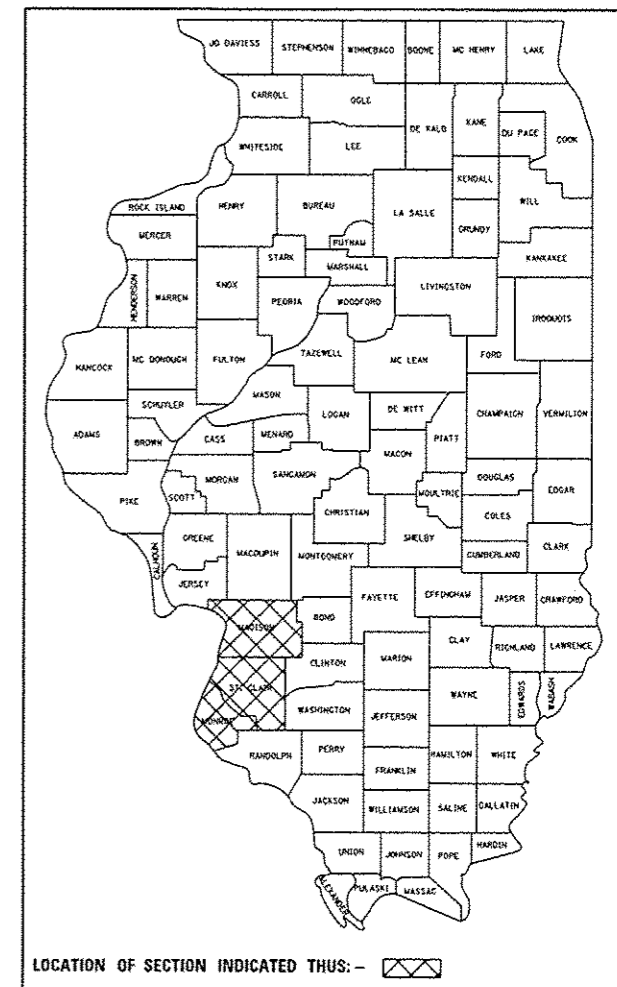 JO DAVIESS STEPHENSON WINNEBAGO BOONE MC HENRY LAKE
CARROLL OGLE DE KALB KANE DU PAGE COOK
WHITESIDE LEE KENDALL WILL
ROCK ISLAND HENRY BUREAU LA SALLE GRUNDY
MERCER PUTNAM KANKAKEE
STARK MARSHALL
HENDERSON WARREN KNOX PEORIA WOODFORD LIVINGSTON IROQUOIS
HANCOCK MC DONOUGH FULTON TAZEWELL MC LEAN FORD
SCHUYLER MASON LOGAN DE WITT CHAMPAIGN VERMILION
ADAMS BROWN CASS MENARD MACON PIATT
PIKE SCOTT MORGAN SANGAMON MOULTRIE DOUGLAS EDGAR
CHRISTIAN COLES
CALHOUN GREENE MACOUPIN MONTGOMERY SHELBY CUMBERLAND CLARK
JERSEY FAYETTE EFFINGHAM JASPER CRAWFORD
MADISON BOND CLAY RICHLAND LAWRENCE
CLINTON MARION
ST. CLAIR WAYNE EDWARDS WABASH
MONROE WASHINGTON JEFFERSON
RANDOLPH PERRY HAMILTON WHITE
FRANKLIN
JACKSON WILLIAMSON SALINE GALLATIN
UNION JOHNSON POPE HARDIN
ALEXANDER PULASKI MASSAC
LOCATION OF SECTION INDICATED THUS: -